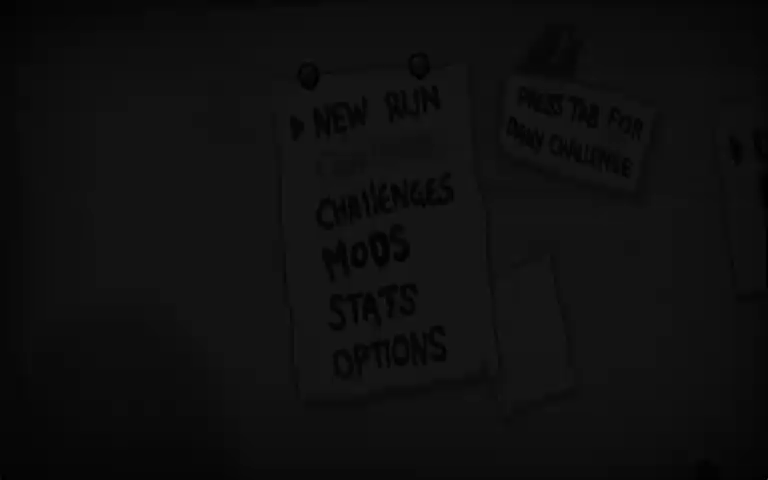 NEW RUN
CHALLENGES
MODS
STATS
OPTIONS
PRESS TAB FOR
DAILY CHALLENGE